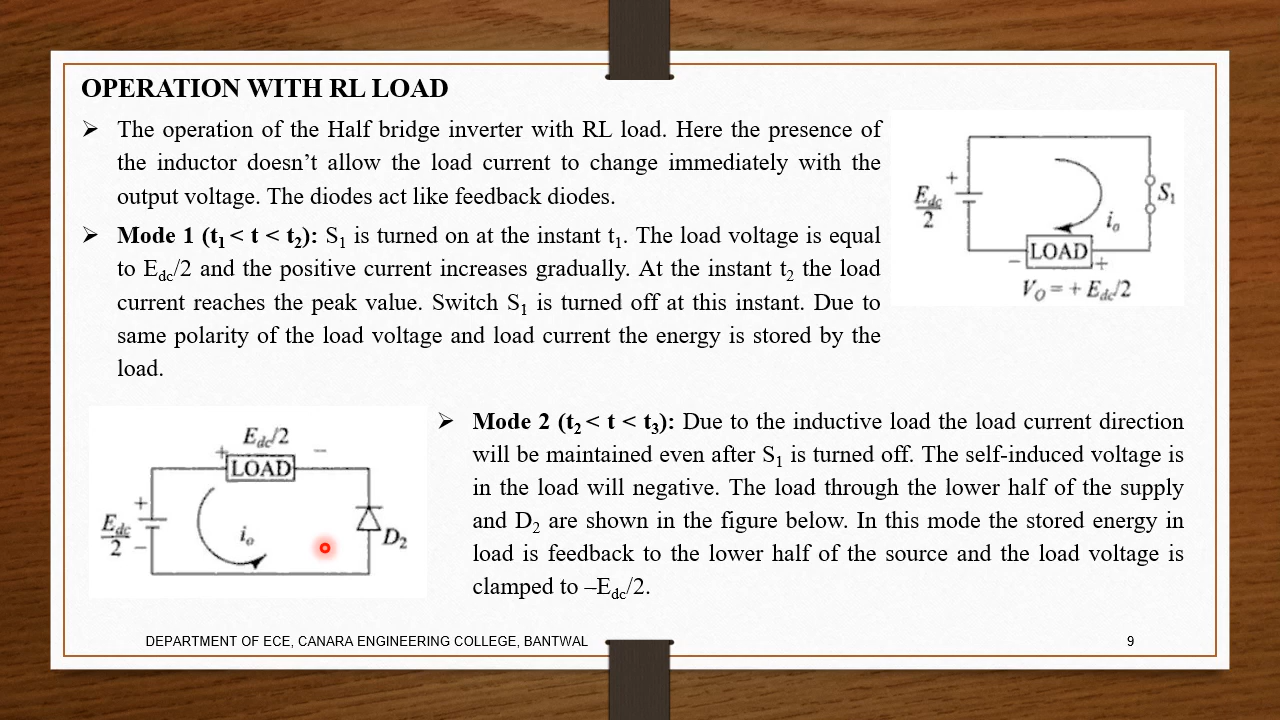 OPERATION WITH RL LOAD
➢ The operation of the Half bridge inverter with RL load. Here the presence of
the inductor doesn’t allow the load current to change immediately with the
output voltage. The diodes act like feedback diodes.
➢ Mode 1 (t₁ < t < t₂): S₁ is turned on at the instant t₁. The load voltage is equal
to E_dc/2 and the positive current increases gradually. At the instant t₂ the load
current reaches the peak value. Switch S₁ is turned off at this instant. Due to
same polarity of the load voltage and load current the energy is stored by the
load.
+
E_dc
2
S₁
i_o
LOAD
− +
V_O = + E_dc/2
E_dc/2
+ −
LOAD
+
E_dc
2
−
i_o
D₂
➢ Mode 2 (t₂ < t < t₃): Due to the inductive load the load current direction
will be maintained even after S₁ is turned off. The self-induced voltage is
in the load will negative. The load through the lower half of the supply
and D₂ are shown in the figure below. In this mode the stored energy in
load is feedback to the lower half of the source and the load voltage is
clamped to –E_dc/2.
DEPARTMENT OF ECE, CANARA ENGINEERING COLLEGE, BANTWAL
9